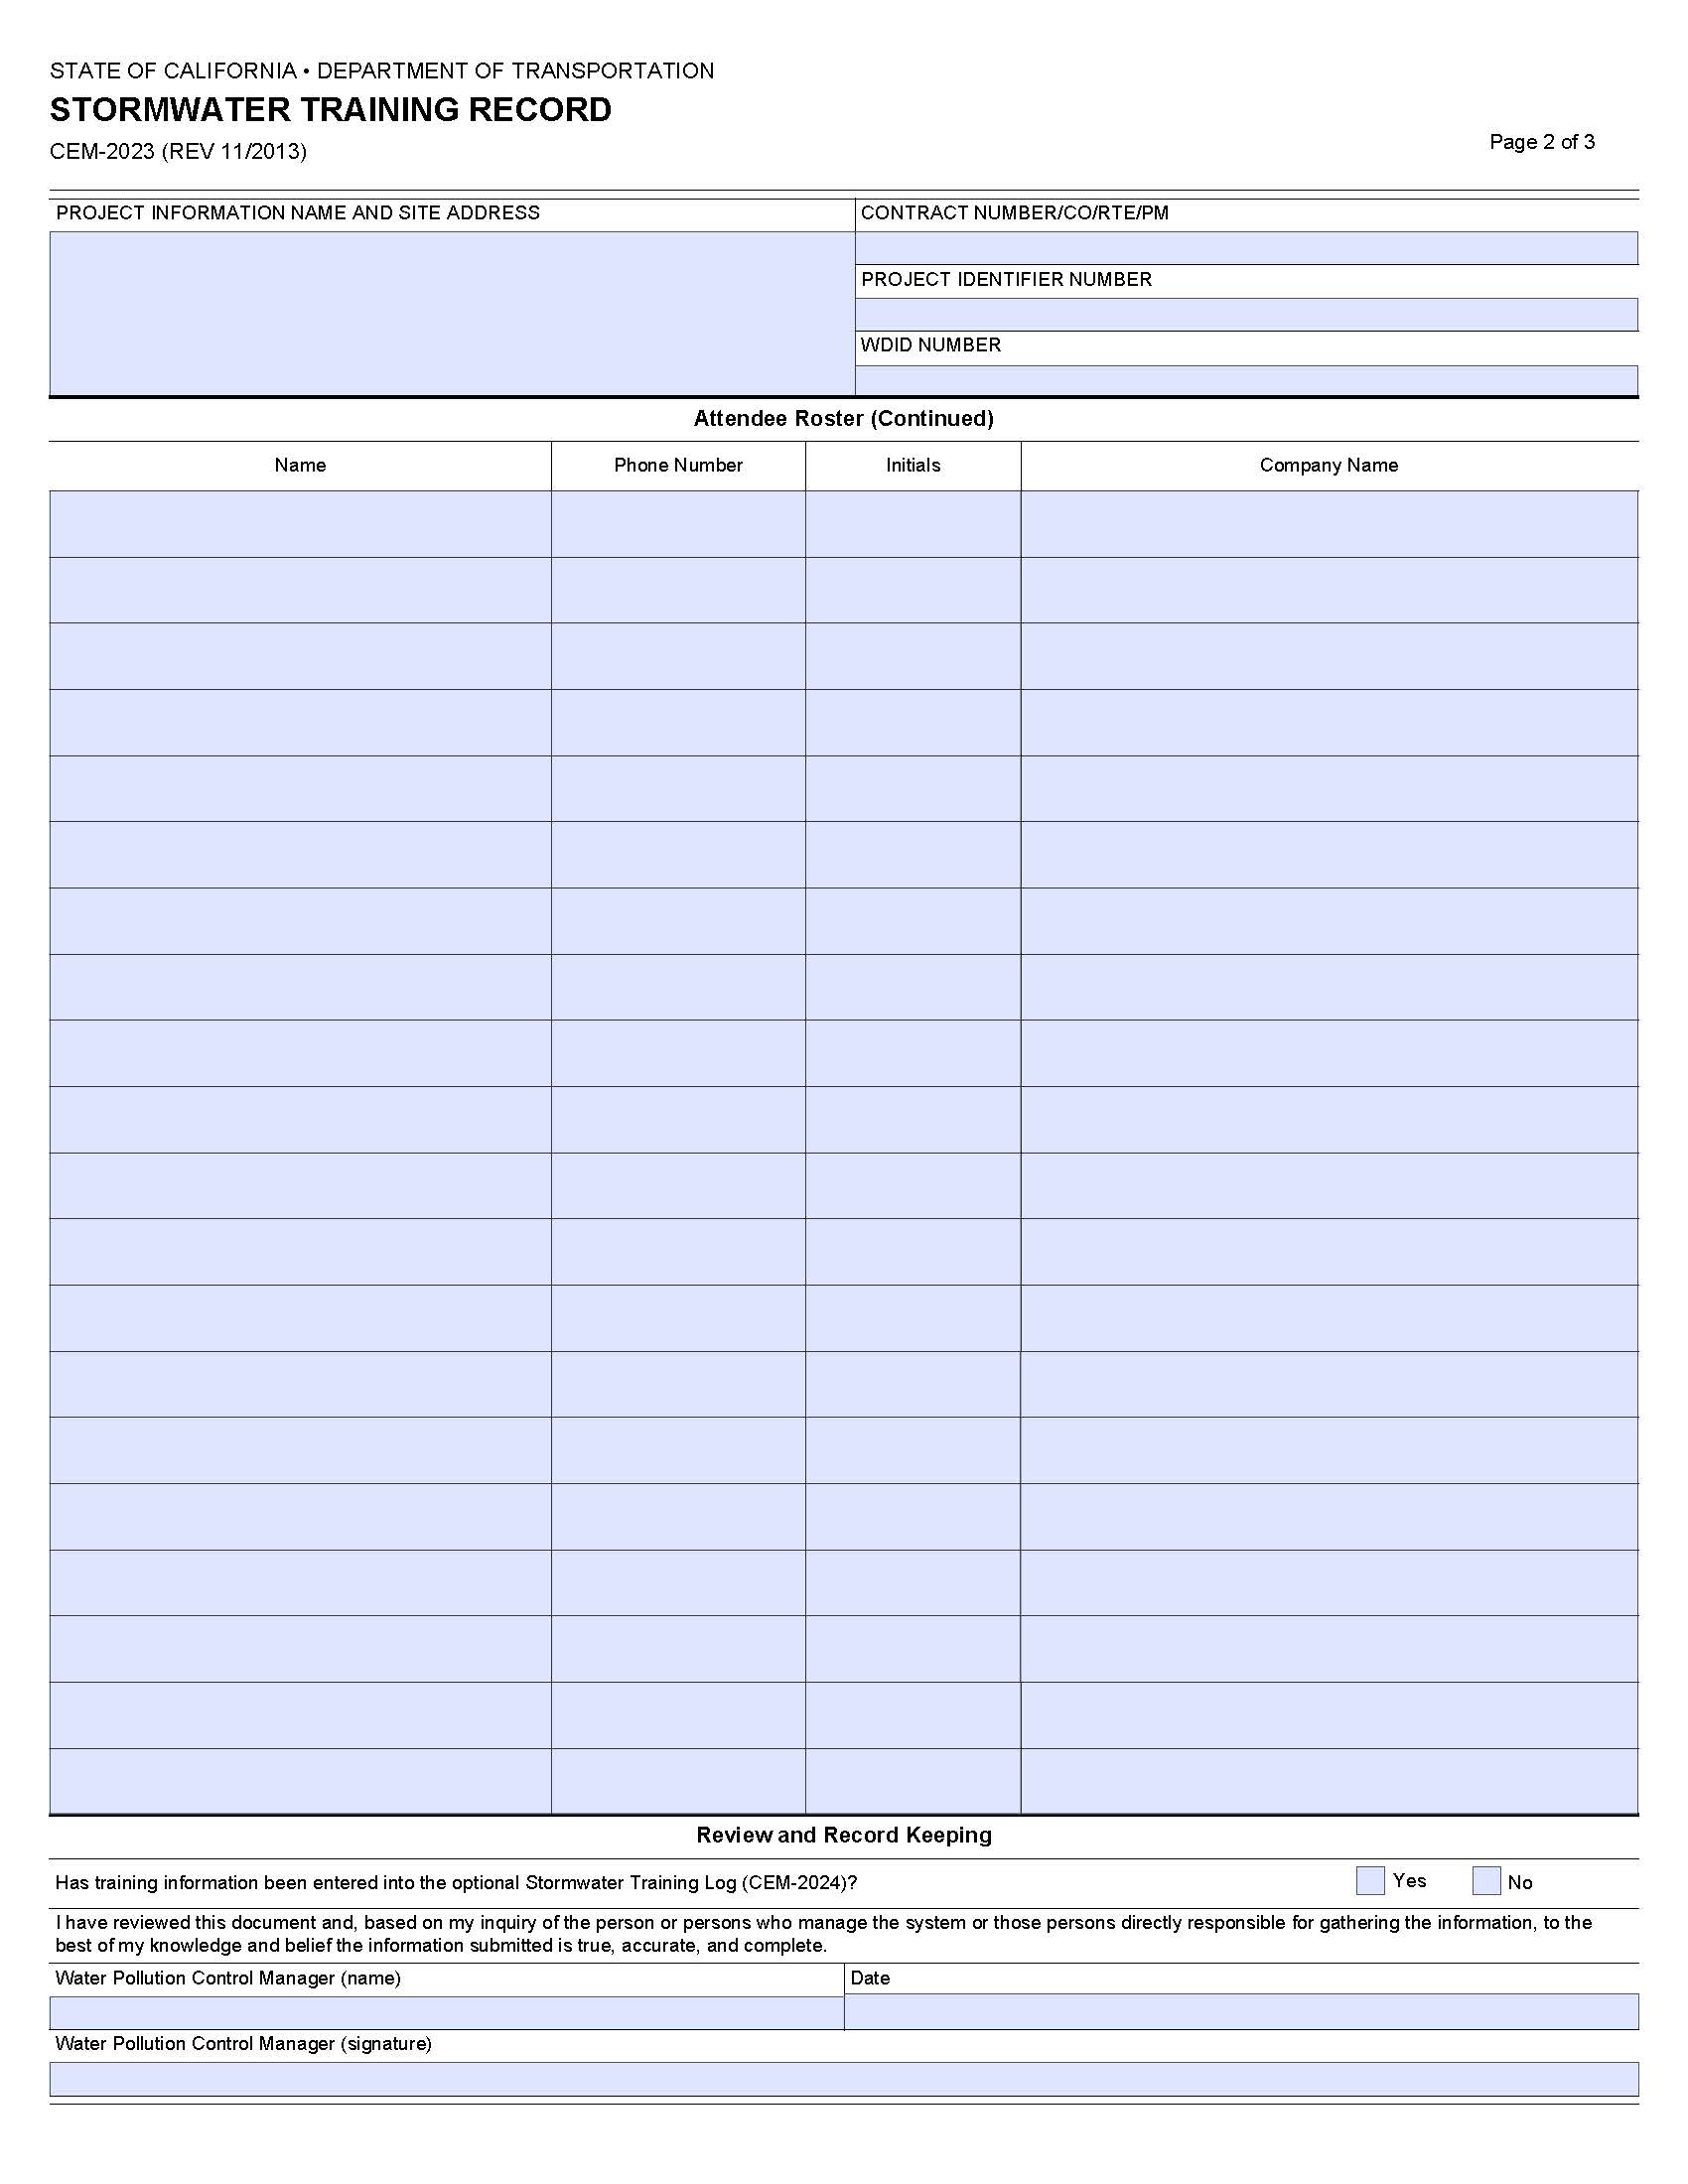 STATE OF CALIFORNIA • DEPARTMENT OF TRANSPORTATION
STORMWATER TRAINING RECORD
CEM-2023 (REV 11/2013)
Page 2 of 3
PROJECT INFORMATION NAME AND SITE ADDRESS
CONTRACT NUMBER/CO/RTE/PM
PROJECT IDENTIFIER NUMBER
WDID NUMBER
Attendee Roster (Continued)
Name Phone Number Initials Company Name
Review and Record Keeping
Has training information been entered into the optional Stormwater Training Log (CEM-2024)? Yes No
I have reviewed this document and, based on my inquiry of the person or persons who manage the system or those persons directly responsible for gathering the information, to the
best of my knowledge and belief the information submitted is true, accurate, and complete.
Water Pollution Control Manager (name) Date
Water Pollution Control Manager (signature)